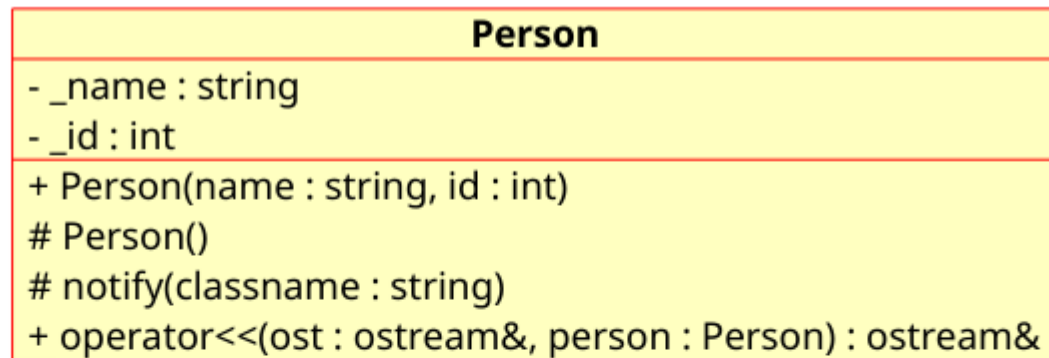 Person
- _name : string
- _id : int
+ Person(name : string, id : int)
# Person()
# notify(classname : string)
+ operator<<(ost : ostream&, person : Person) : ostream&